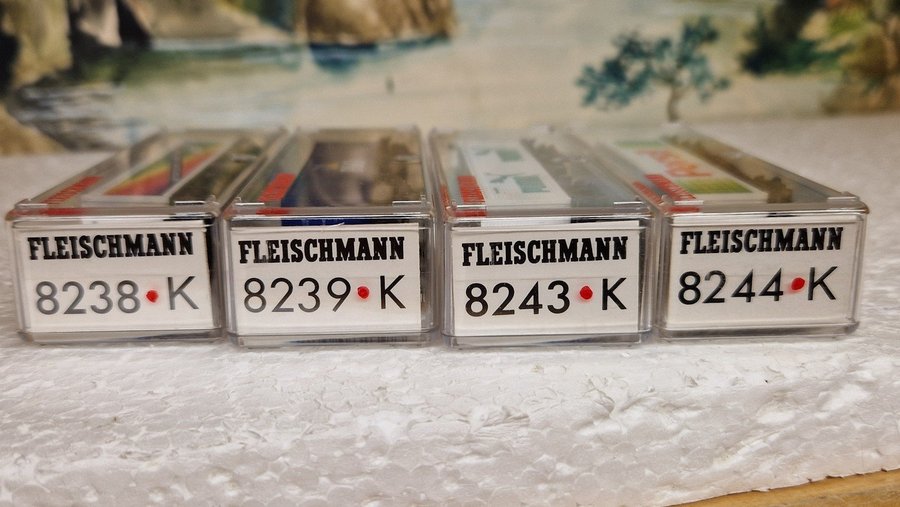 FLEISCHMANN
8238•K
FLEISCHMANN
8239•K
FLEISCHMANN
8243•K
FLEISCHMANN
8244•K